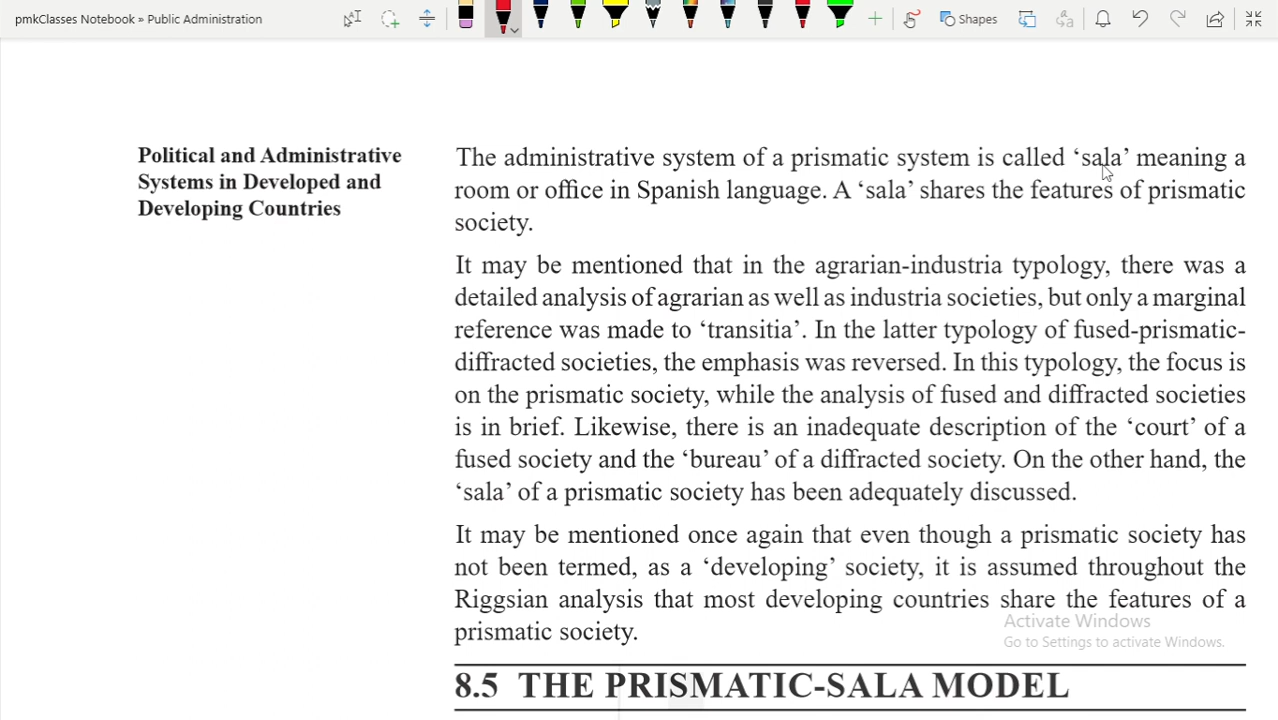 pmkClasses Notebook » Public Administration
Shapes
Political and Administrative
Systems in Developed and
Developing Countries
The administrative system of a prismatic system is called ‘sala’ meaning a
room or office in Spanish language. A ‘sala’ shares the features of prismatic
society.
It may be mentioned that in the agrarian-industria typology, there was a
detailed analysis of agrarian as well as industria societies, but only a marginal
reference was made to ‘transitia’. In the latter typology of fused-prismatic-
diffracted societies, the emphasis was reversed. In this typology, the focus is
on the prismatic society, while the analysis of fused and diffracted societies
is in brief. Likewise, there is an inadequate description of the ‘court’ of a
fused society and the ‘bureau’ of a diffracted society. On the other hand, the
‘sala’ of a prismatic society has been adequately discussed.
It may be mentioned once again that even though a prismatic society has
not been termed, as a ‘developing’ society, it is assumed throughout the
Riggsian analysis that most developing countries share the features of a
prismatic society.
Activate Windows
Go to Settings to activate Windows.
8.5 THE PRISMATIC-SALA MODEL